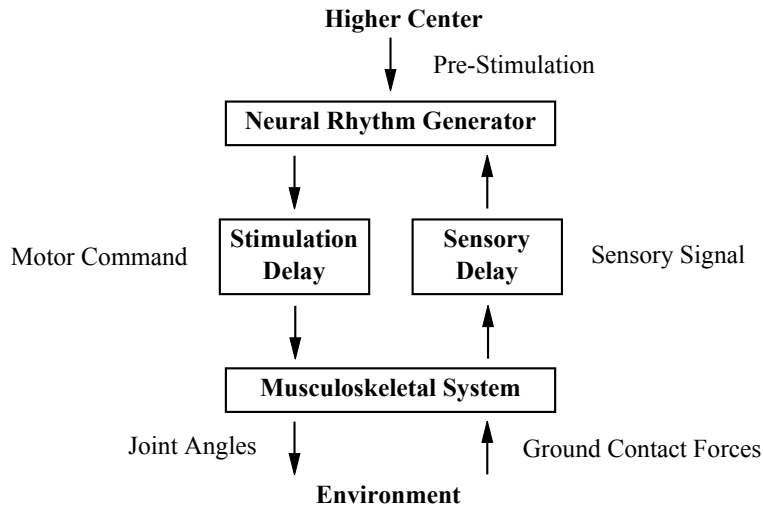 Higher Center
Pre-Stimulation
Neural Rhythm Generator
Motor Command
Stimulation
Delay
Sensory
Delay
Sensory Signal
Musculoskeletal System
Joint Angles
Ground Contact Forces
Environment